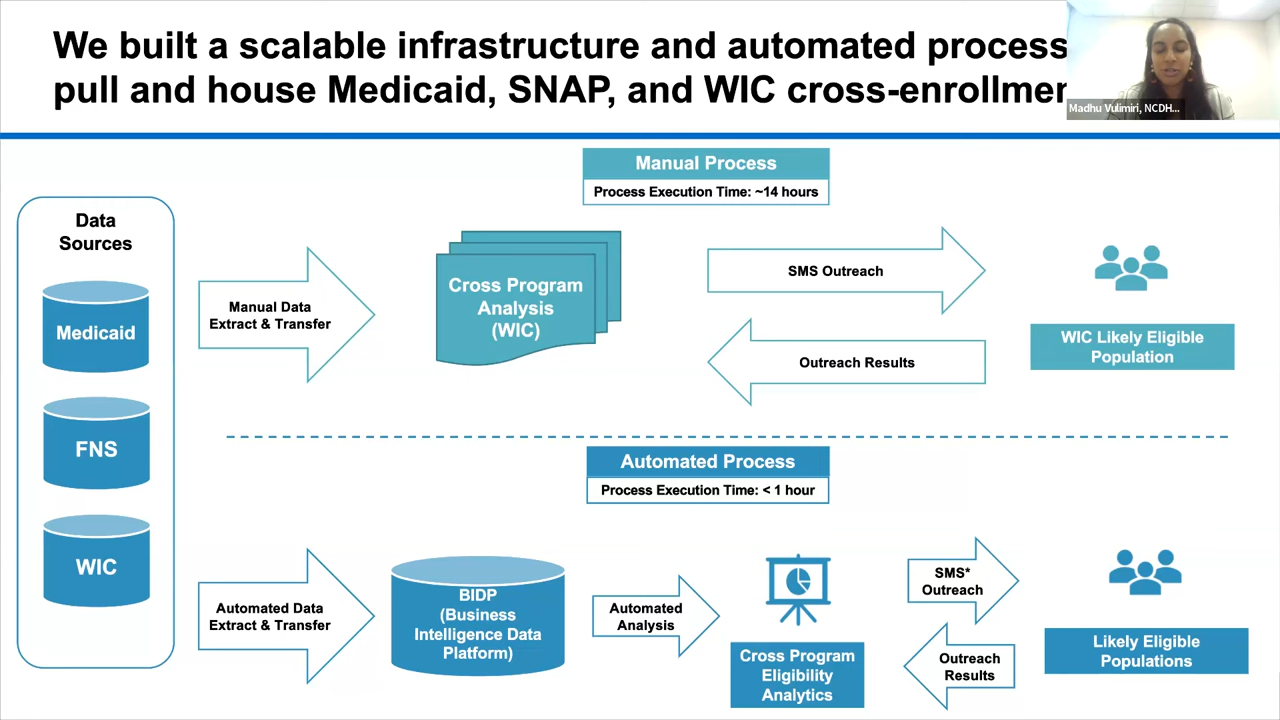 We built a scalable infrastructure and automated process
pull and house Medicaid, SNAP, and WIC
Madhu Vulimiri, NCDH...
Manual Process
Process Execution Time: ~14 hours
Data
Sources
Medicaid
FNS
WIC
Manual Data
Extract & Transfer
Cross Program
Analysis
(WIC)
SMS Outreach
Outreach Results
WIC Likely Eligible
Population
Automated Process
Process Execution Time: < 1 hour
Automated Data
Extract & Transfer
BIDP
(Business
Intelligence Data
Platform)
Automated
Analysis
Cross Program
Eligibility
Analytics
SMS*
Outreach
Outreach
Results
Likely Eligible
Populations